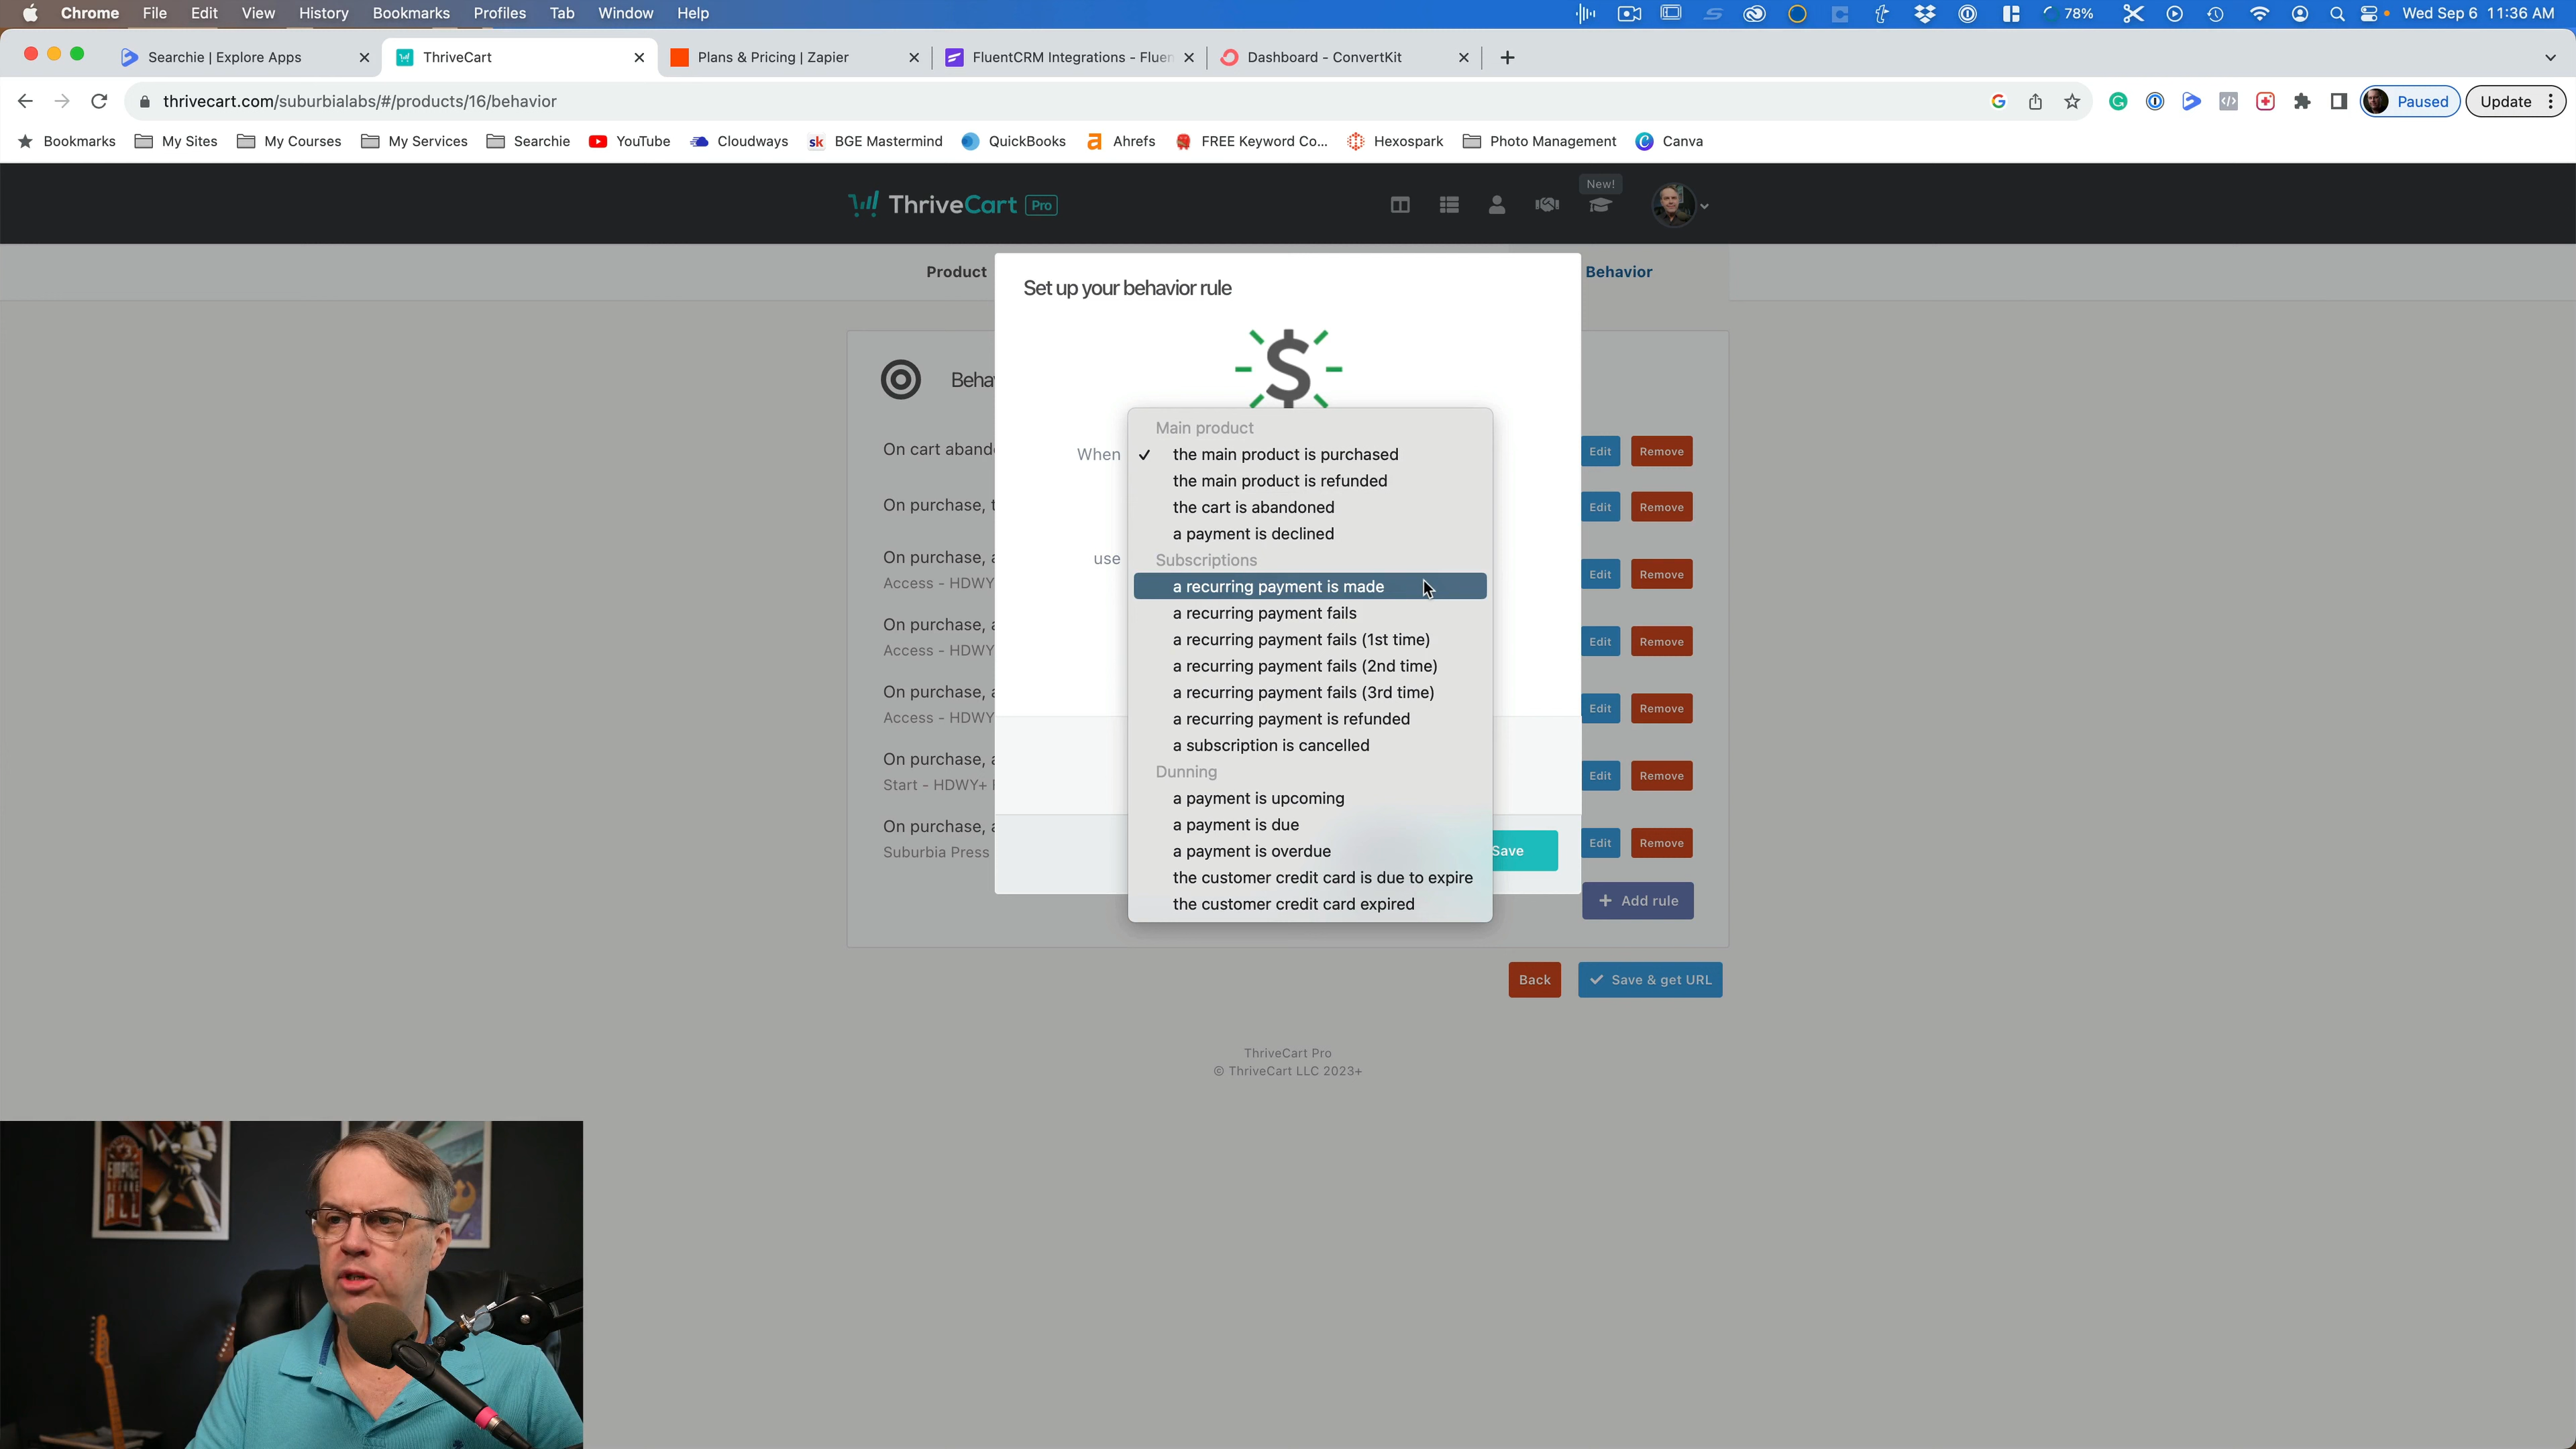 Chrome File Edit View History Bookmarks Profiles Tab Window Help 78% Wed Sep 6 11:36 AM
Searchie | Explore Apps ThriveCart Plans & Pricing | Zapier FluentCRM Integrations - Fluen Dashboard - ConvertKit
thrivecart.com/suburbialabs/#/products/16/behavior Paused Update
Bookmarks My Sites My Courses My Services Searchie YouTube Cloudways sk BGE Mastermind QuickBooks Ahrefs FREE Keyword Co... Hexospark Photo Management Canva
New!
ThriveCart Pro
Product Behavior
Set up your behavior rule
Beha
Main product
On cart aband When the main product is purchased Edit Remove
the main product is refunded
On purchase, t the cart is abandoned Edit Remove
a payment is declined
On purchase, a use Subscriptions
Access - HDWY a recurring payment is made Edit Remove
a recurring payment fails
On purchase, a a recurring payment fails (1st time) Edit Remove
Access - HDWY a recurring payment fails (2nd time)
On purchase, a a recurring payment fails (3rd time) Edit Remove
Access - HDWY a recurring payment is refunded
On purchase, a a subscription is cancelled
Start - HDWY+ Dunning Edit Remove
a payment is upcoming
On purchase, a a payment is due
Suburbia Press a payment is overdue Save Edit Remove
the customer credit card is due to expire
the customer credit card expired + Add rule
Back Save & get URL
ThriveCart Pro
© ThriveCart LLC 2023+
EMPIRE
ALL